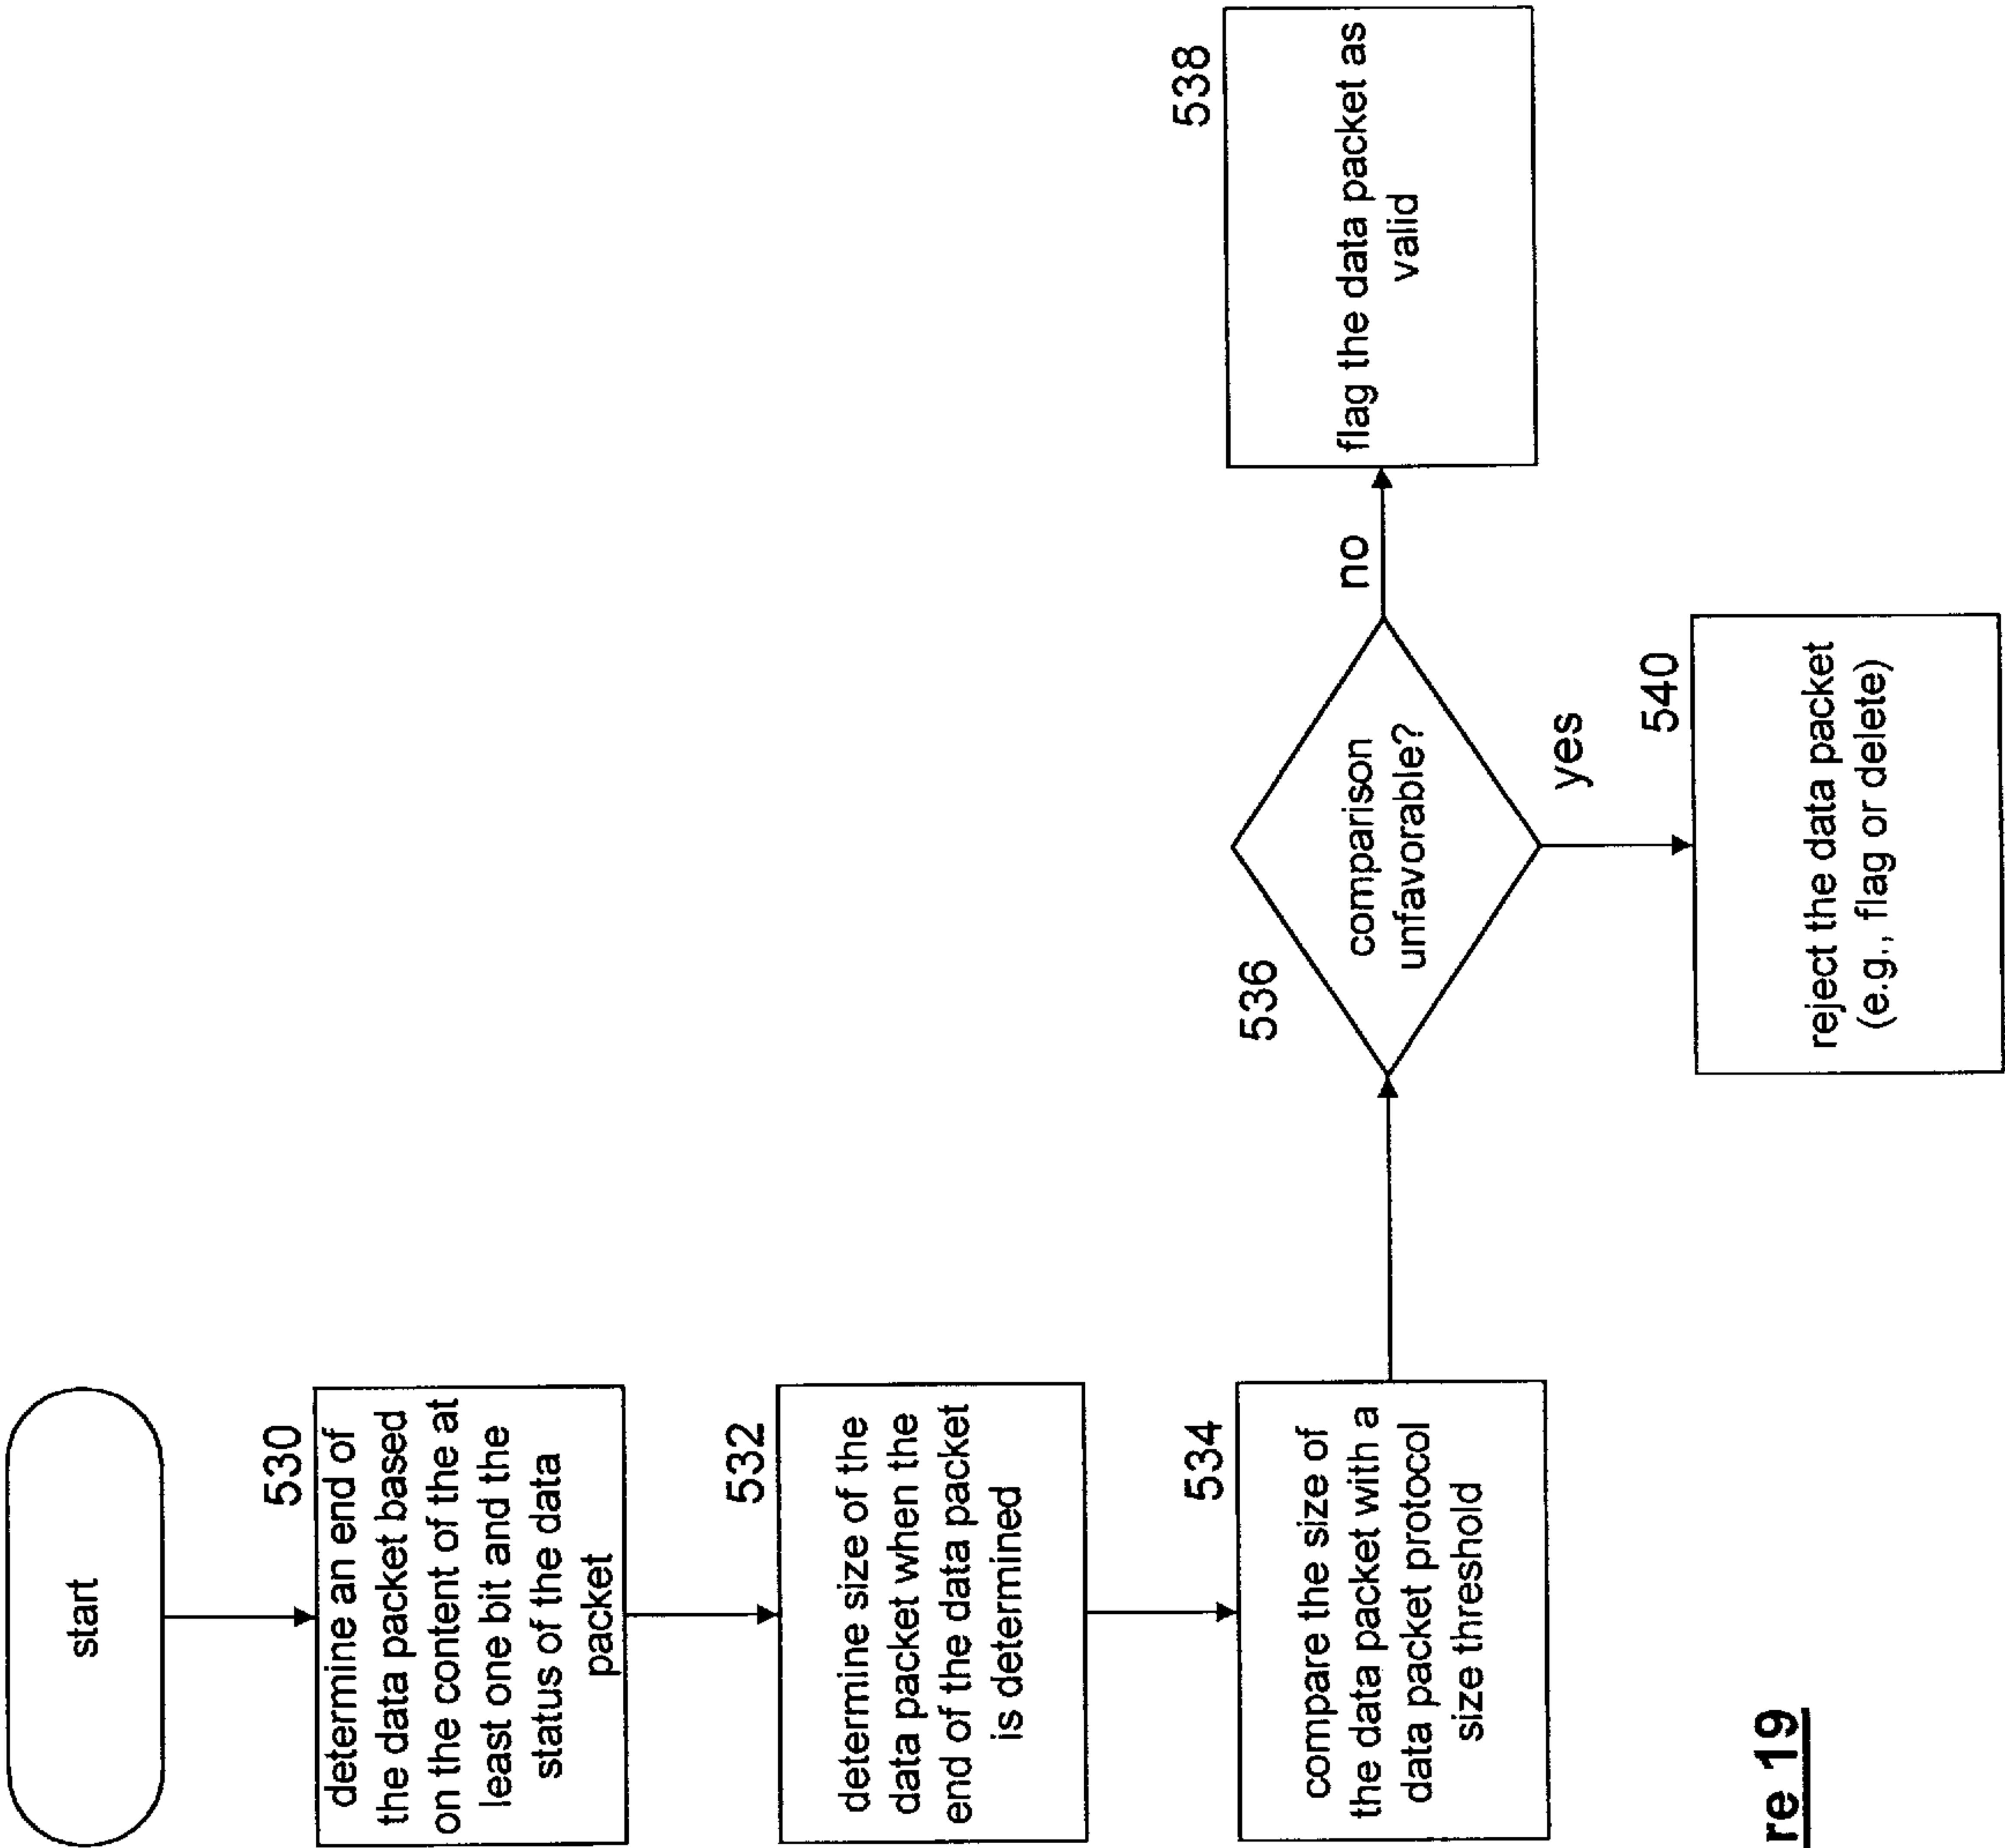 start
530
determine an end of
the data packet based
on the content of the at
least one bit and the
status of the data
packet
532
determine size of the
data packet when the
end of the data packet
is determined
534
compare the size of
the data packet with a
data packet protocol
size threshold
536
comparison
unfavorable?
no
yes
538
flag the data packet as
valid
540
reject the data packet
(e.g., flag or delete)
re 19